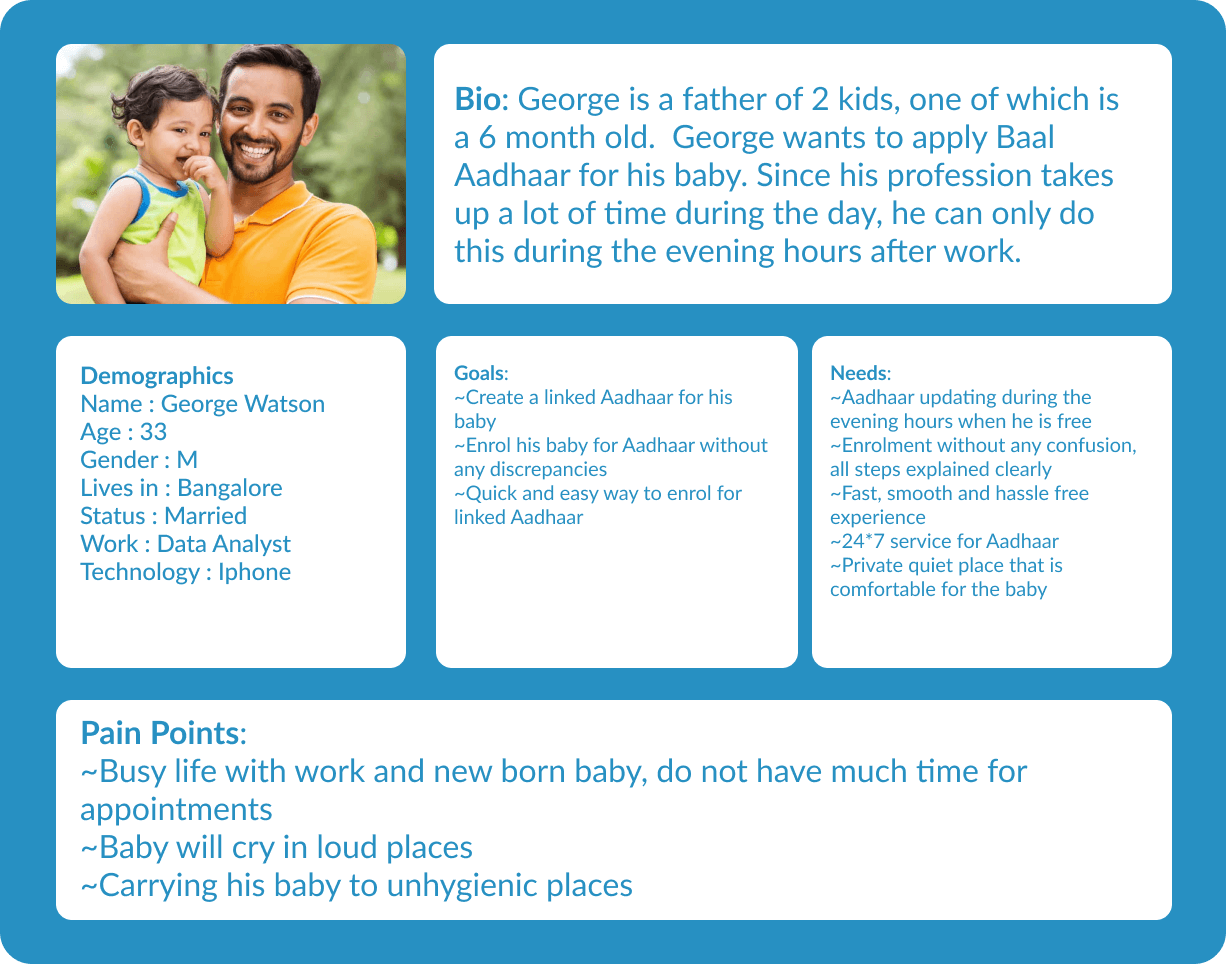 Bio: George is a father of 2 kids, one of which is
a 6 month old.  George wants to apply Baal
Aadhaar for his baby. Since his profession takes
up a lot of time during the day, he can only do
this during the evening hours after work.
Demographics
Name : George Watson
Age : 33
Gender : M
Lives in : Bangalore
Status : Married
Work : Data Analyst
Technology : Iphone
Goals:
~Create a linked Aadhaar for his
baby
~Enrol his baby for Aadhaar without
any discrepancies
~Quick and easy way to enrol for
linked Aadhaar
Needs:
~Aadhaar updating during the
evening hours when he is free
~Enrolment without any confusion,
all steps explained clearly
~Fast, smooth and hassle free
experience
~24*7 service for Aadhaar
~Private quiet place that is
comfortable for the baby
Pain Points:
~Busy life with work and new born baby, do not have much time for
appointments
~Baby will cry in loud places
~Carrying his baby to unhygienic places